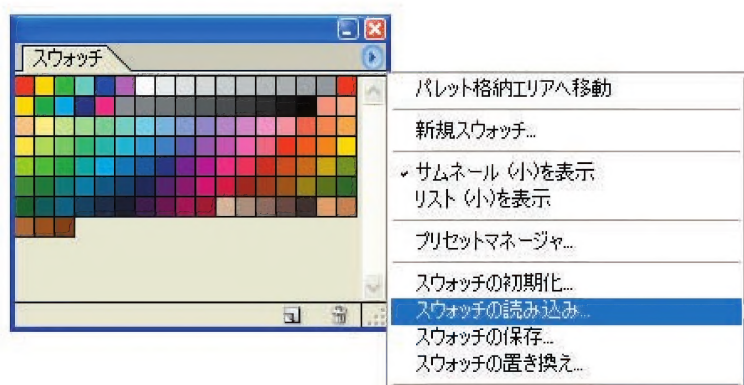 スウォッチ
パレット格納エリアへ移動
新規スウォッチ...
サムネール (小)を表示
リスト (小)を表示
プリセットマネージャ...
スウォッチの初期化...
スウォッチの読み込み...
スウォッチの保存...
スウォッチの置き換え...